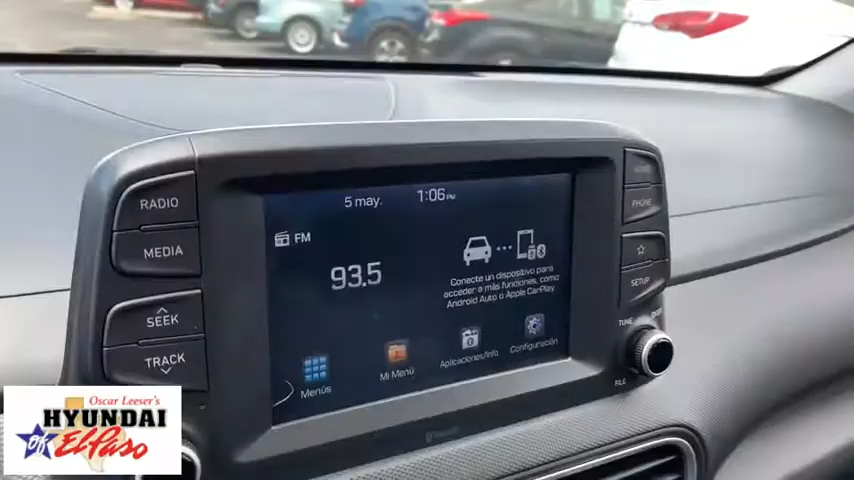 5 may.
1:06 PM
FM
93.5
Conecte un dispositivo para
acceder a más funciones, como
Android Auto o Apple CarPlay
Menús
Mi Menú
Aplicaciones/Info
Configuración
RADIO
MEDIA
SEEK
TRACK
PHONE
SETUP
TUNE
FILE
Oscar Leeser's
HYUNDAI
of El Paso